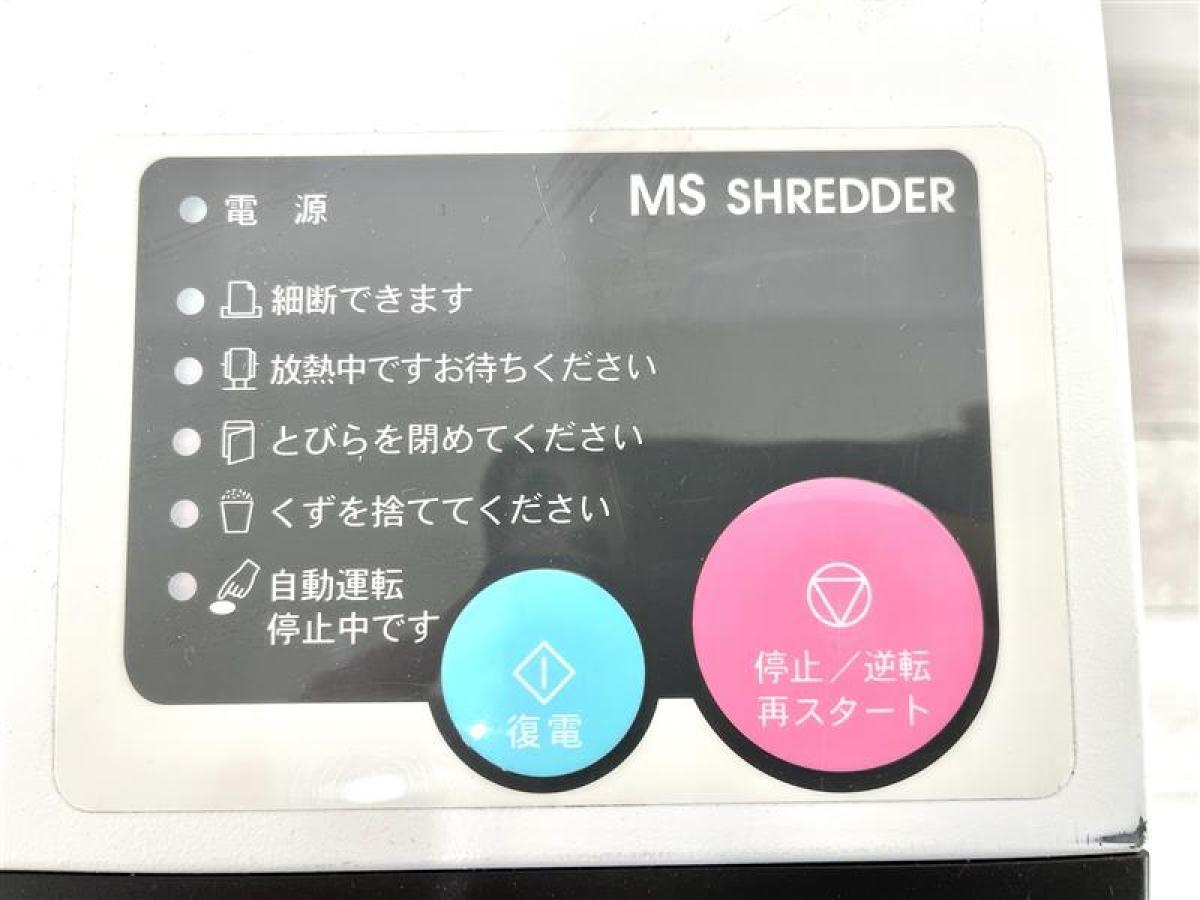 MS SHREDDER
電 源
細断できます
放熱中ですお待ちください
とびらを閉めてください
くずを捨ててください
自動運転
停止中です
復電
停止／逆転
再スタート